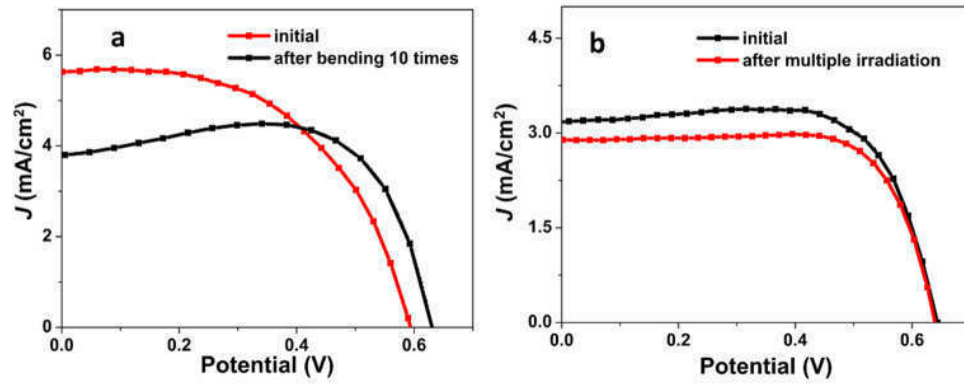 a
initial
after bending 10 times
J (mA/cm²)
6
4
2
0
0.0 0.2 0.4 0.6
Potential (V)
b
initial
after multiple irradiation
J (mA/cm²)
4.5
3.0
1.5
0.0
0.0 0.2 0.4 0.6
Potential (V)